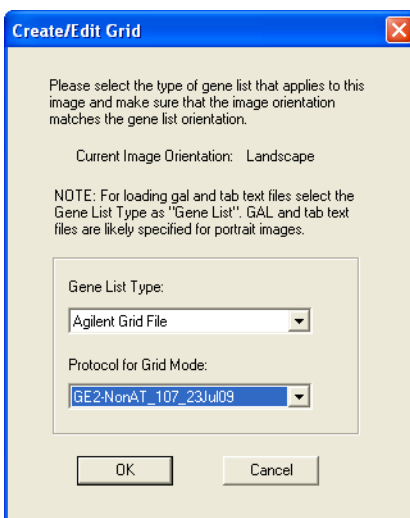 Create/Edit Grid
Please select the type of gene list that applies to this
image and make sure that the image orientation
matches the gene list orientation.
Current Image Orientation: Landscape
NOTE: For loading gal and tab text files select the
Gene List Type as "Gene List". GAL and tab text
files are likely specified for portrait images.
Gene List Type:
Agilent Grid File
Protocol for Grid Mode:
GE2-NonAT_107_23Jul09
OK Cancel